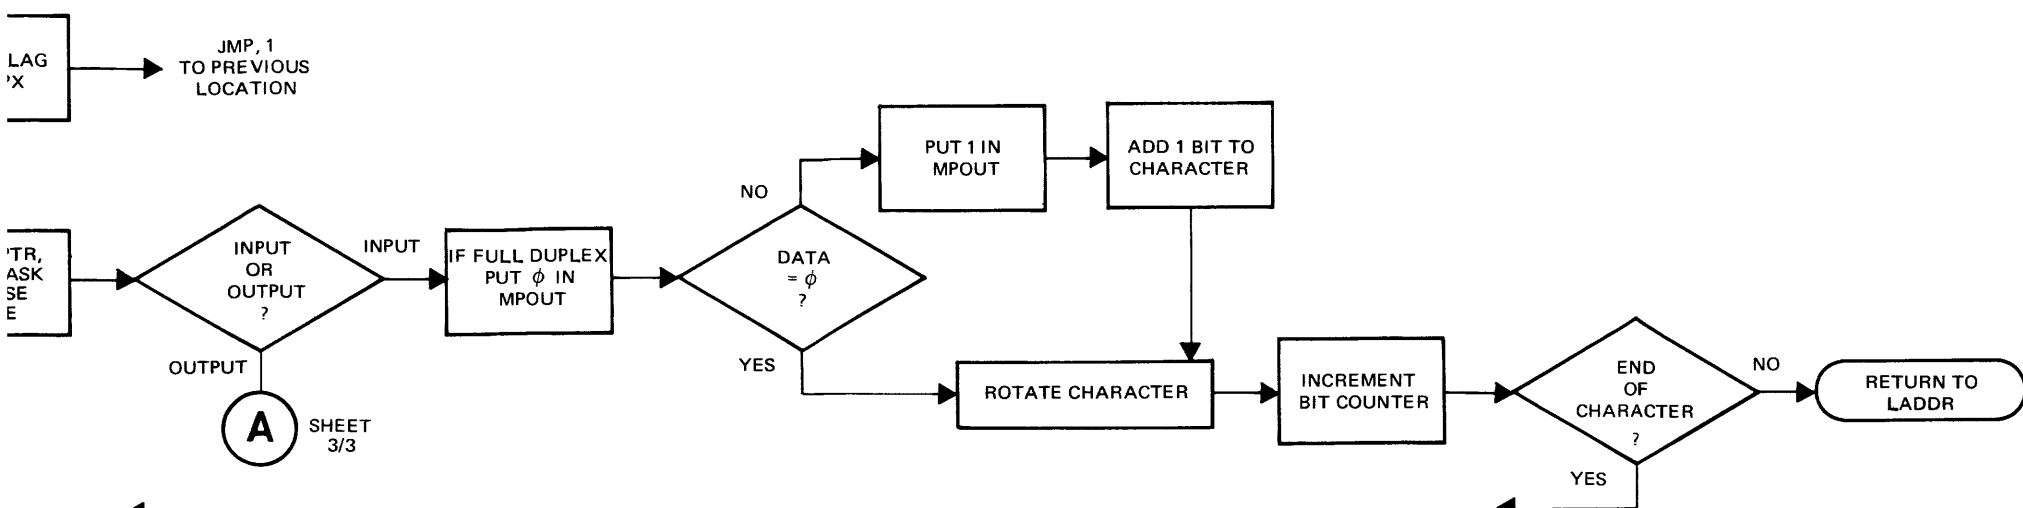 LAG
PX
JMP, 1
TO PREVIOUS
LOCATION
PUT 1 IN
MPOUT
ADD 1 BIT TO
CHARACTER
NO
PTR,
ASK
SE
E
INPUT
OR
OUTPUT
?
INPUT
IF FULL DUPLEX
PUT ϕ IN
MPOUT
DATA
= ϕ
?
YES
OUTPUT
A
SHEET
3/3
ROTATE CHARACTER
INCREMENT
BIT COUNTER
END
OF
CHARACTER
?
NO
RETURN TO
LADDR
YES